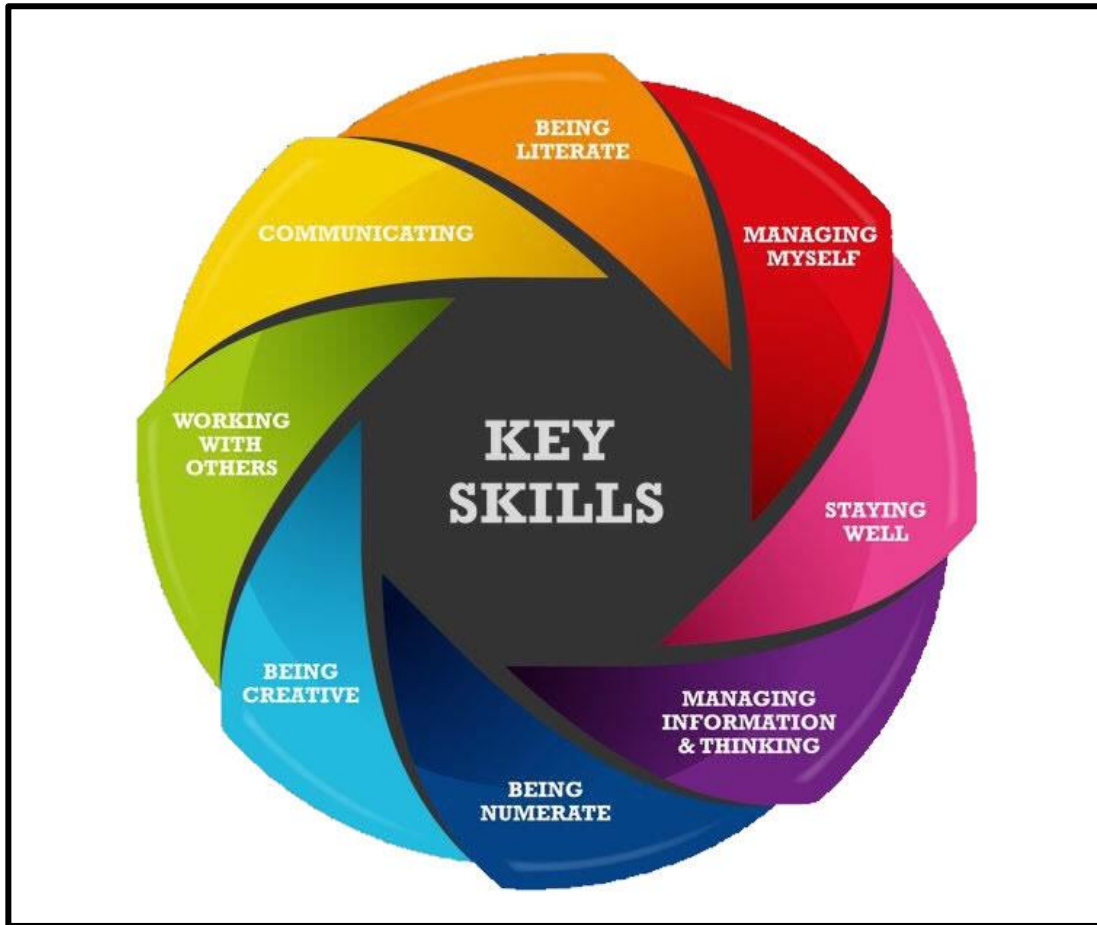 BEING
LITERATE
MANAGING
MYSELF
STAYING
WELL
MANAGING
INFORMATION
& THINKING
BEING
NUMERATE
BEING
CREATIVE
WORKING
WITH
OTHERS
COMMUNICATING
KEY
SKILLS